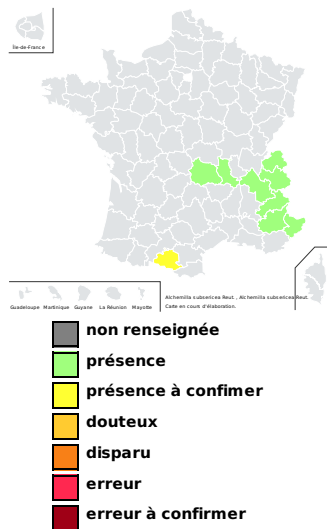 Île-de-France
Guadeloupe Martinique Guyane La Réunion Mayotte
Alchemilla subsericea Reut. , Alchemilla subsericea Reut.
Carte en cours d'élaboration.
non renseignée
présence
présence à confimer
douteux
disparu
erreur
erreur à confirmer